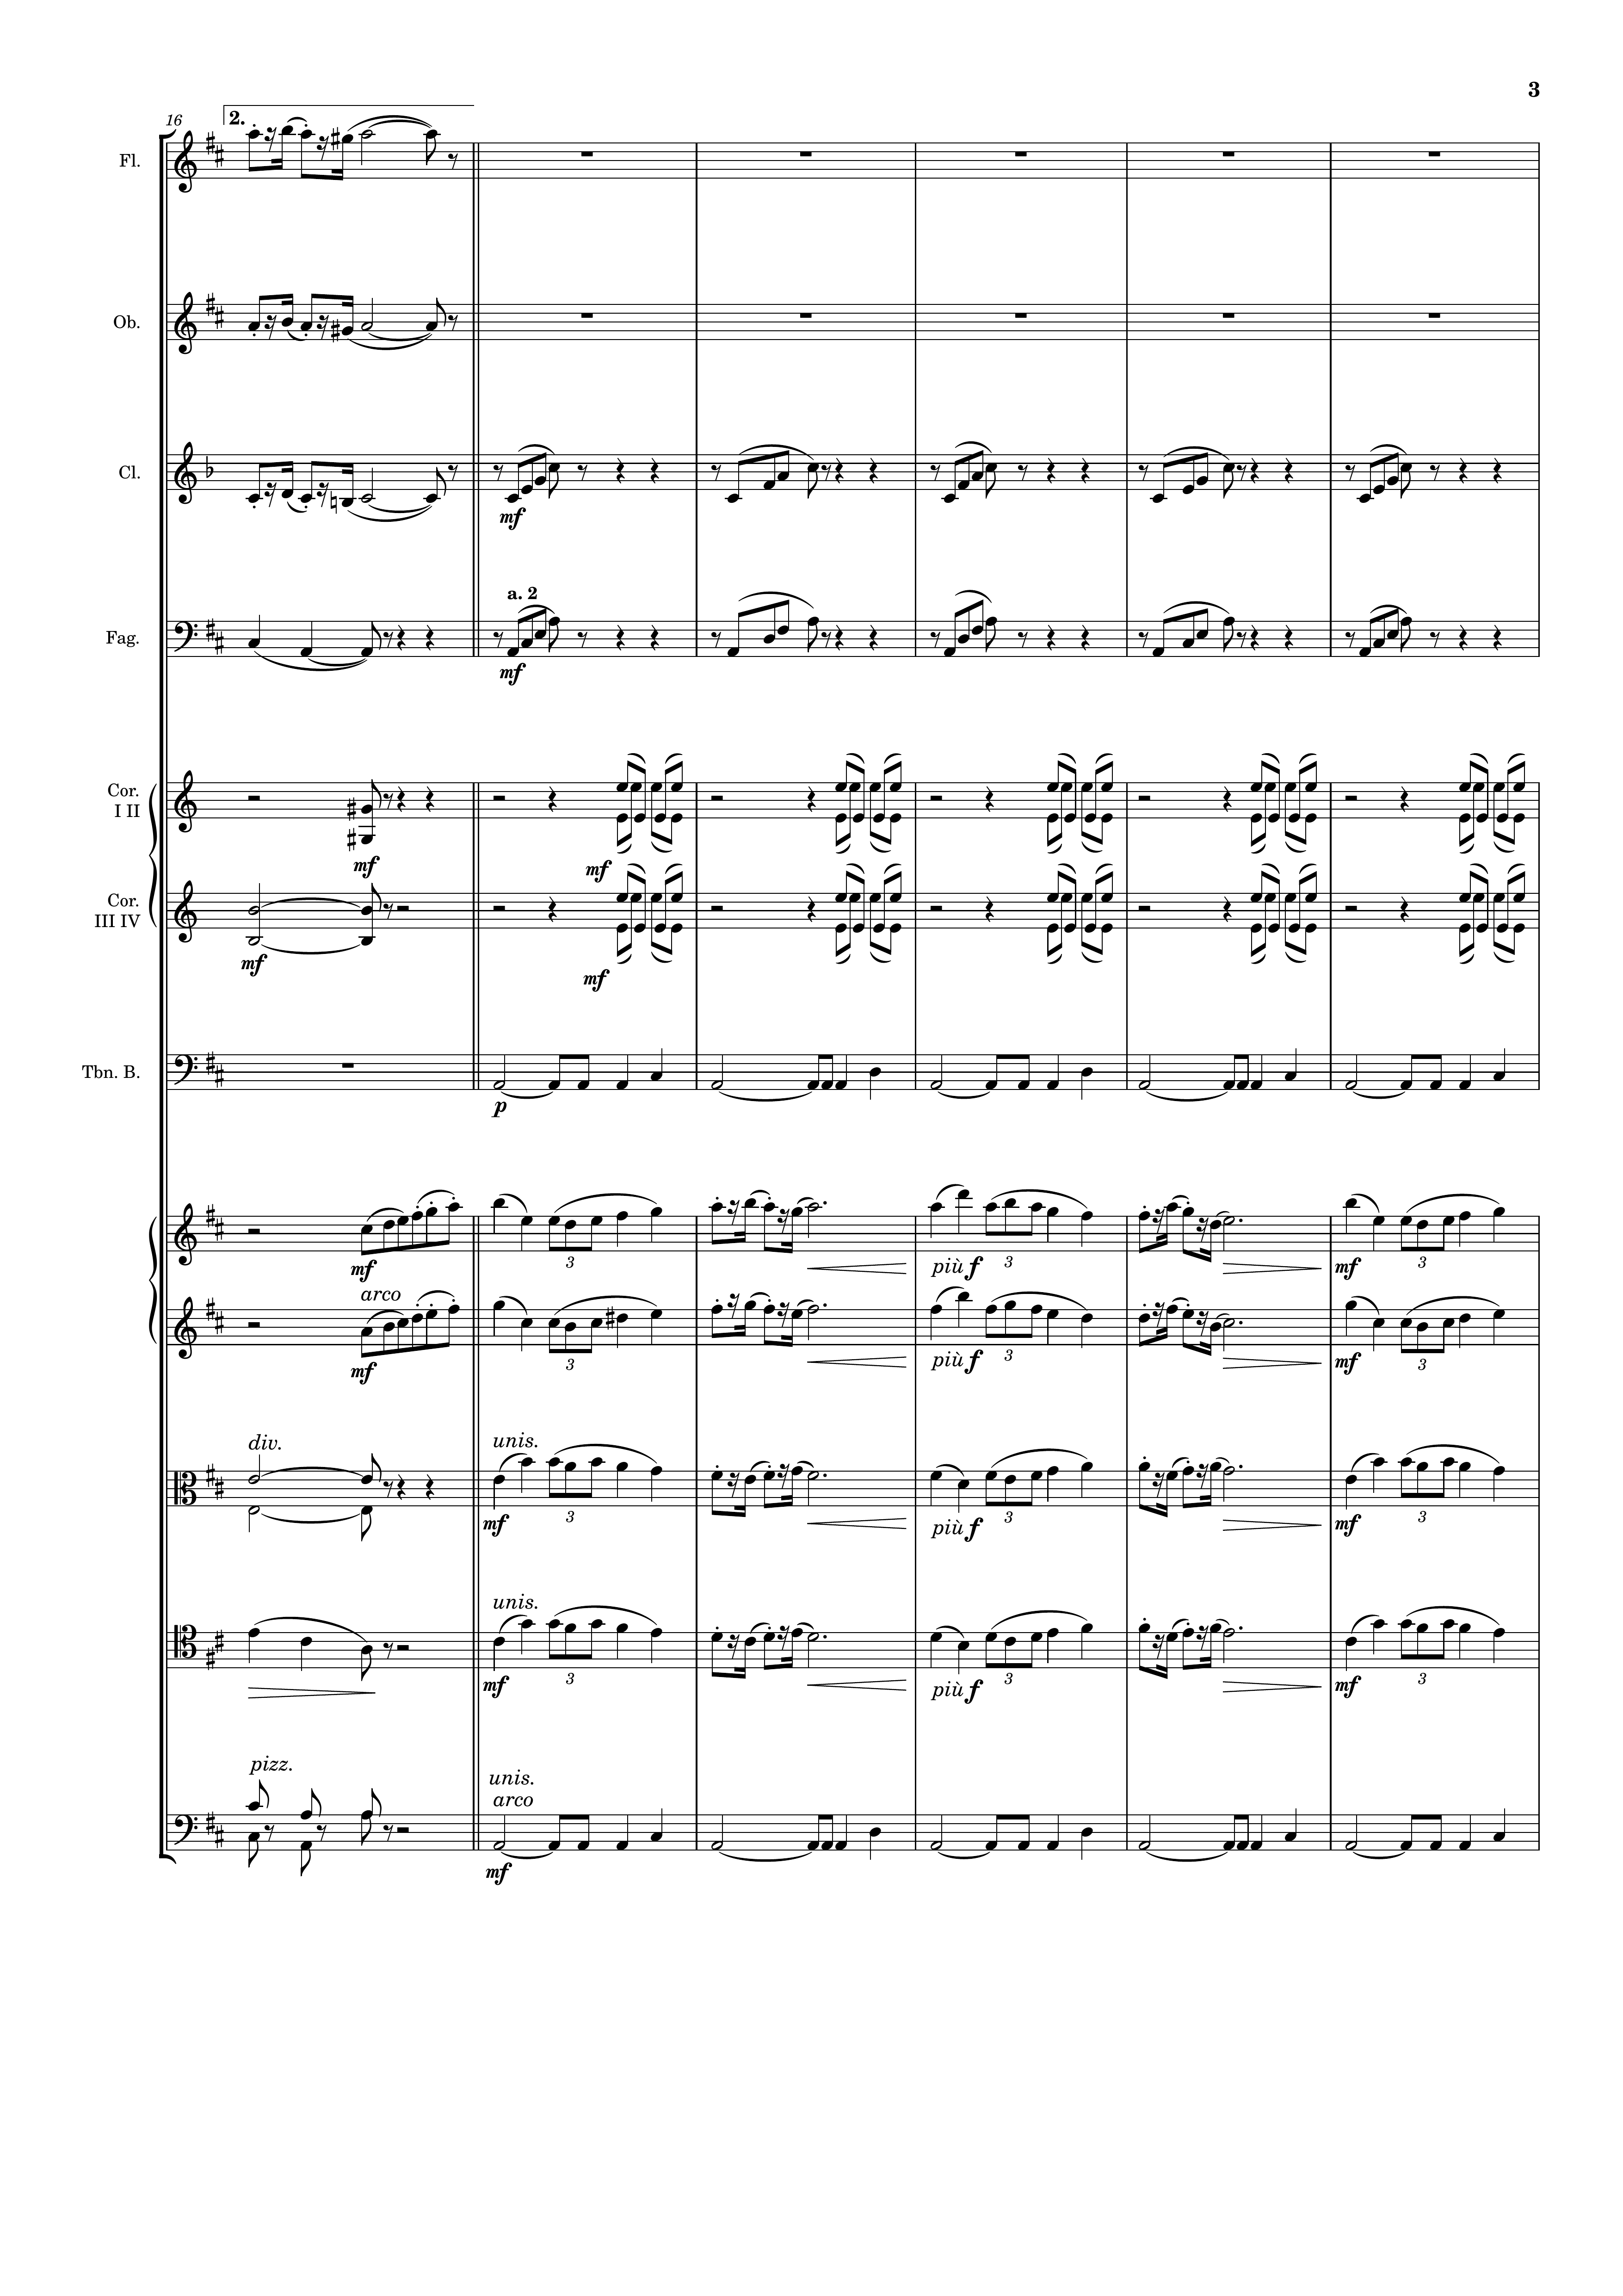 3
16
2.
Fl.
Ob.
Cl.
mf
a. 2
Fag.
mf
Cor.
I II
mf
mf
Cor.
III IV
mf
mf
Tbn. B.
p
3
3
3
mf
più f
mf
arco
3
3
3
mf
più f
mf
div.
unis.
mf
3
più f
3
mf
3
unis.
mf
3
più f
3
mf
3
pizz.
unis.
arco
mf